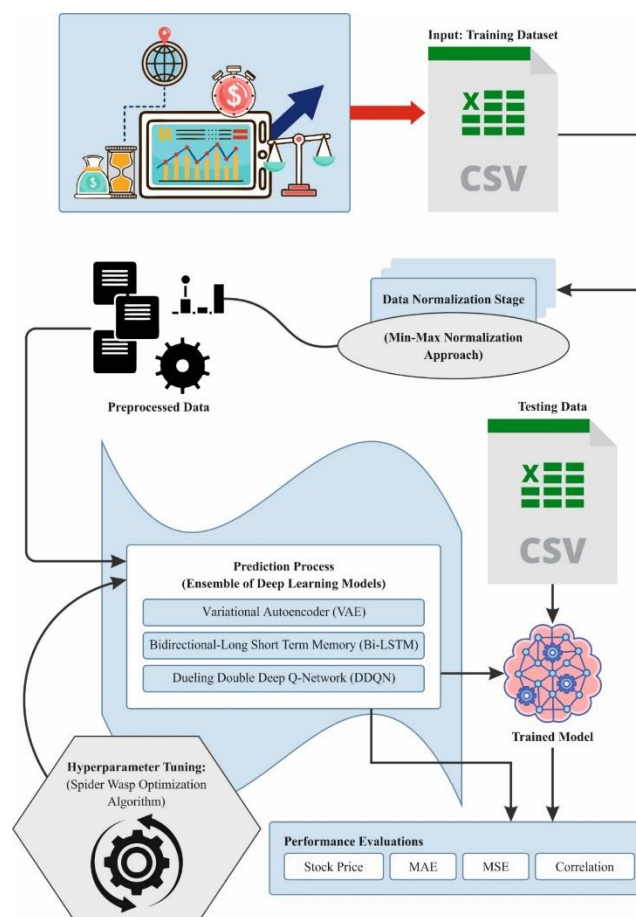 Input: Training Dataset
$
$
X
CSV
Data Normalization Stage
(Min-Max Normalization
Approach)
Preprocessed Data
Testing Data
X
CSV
Prediction Process
(Ensemble of Deep Learning Models)
Variational Autoencoder (VAE)
Bidirectional-Long Short Term Memory (Bi-LSTM)
Dueling Double Deep Q-Network (DDQN)
Trained Model
Hyperparameter Tuning:
(Spider Wasp Optimization
Algorithm)
Performance Evaluations
Stock Price MAE MSE Correlation